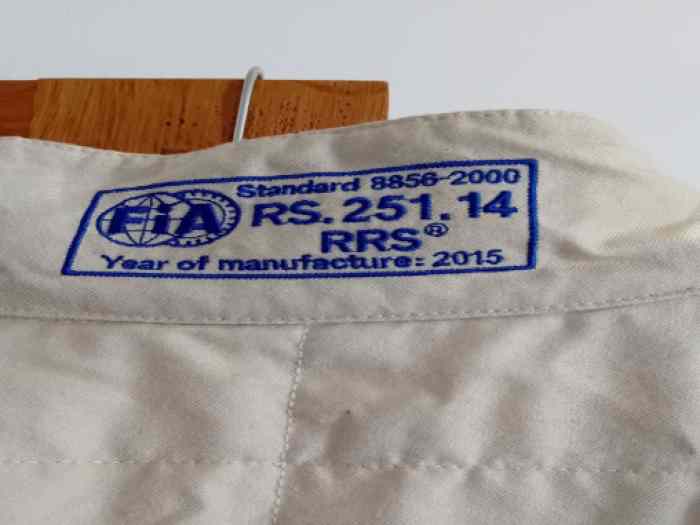 Standard 8856-2000
FiA RS.251.14
RRS®
Year of manufacture: 2015